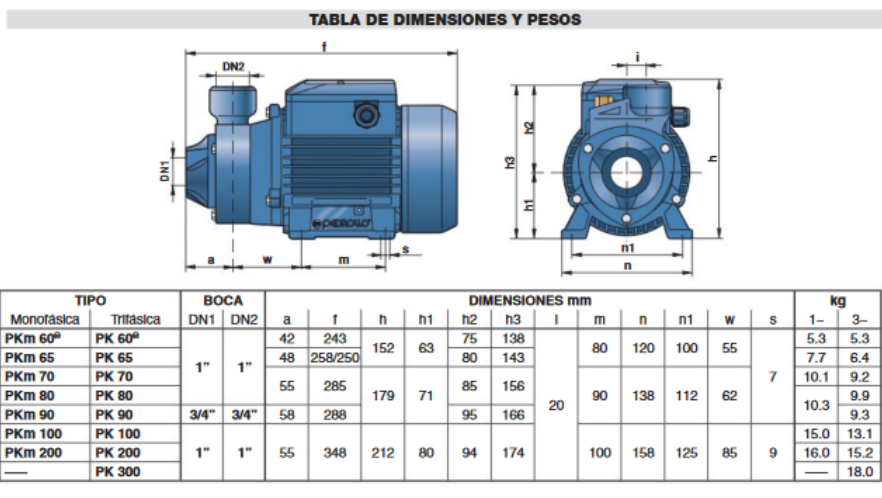 TABLA DE DIMENSIONES Y PESOS
f
DN2
i
DN1
h3
h2
h1
h
PEDROLLO
s
a w m
n1
n
TIPO BOCA DIMENSIONES mm kg
Monofásica Trifásica DN1 DN2 a f h h1 h2 h3 I m n n1 w s 1~ 3~
PKm 60® PK 60® 1” 1” 42 243 152 63 75 138 20 80 120 100 55 7 5.3 5.3
PKm 65 PK 65 48 258/250 80 143 7.7 6.4
PKm 70 PK 70 55 285 179 71 85 156 90 138 112 62 10.1 9.2
PKm 80 PK 80 10.3 9.9
PKm 90 PK 90 3/4” 3/4” 58 288 95 166 9.3
PKm 100 PK 100 1” 1” 55 348 212 80 94 174 100 158 125 85 9 15.0 13.1
PKm 200 PK 200 16.0 15.2
— PK 300 — 18.0